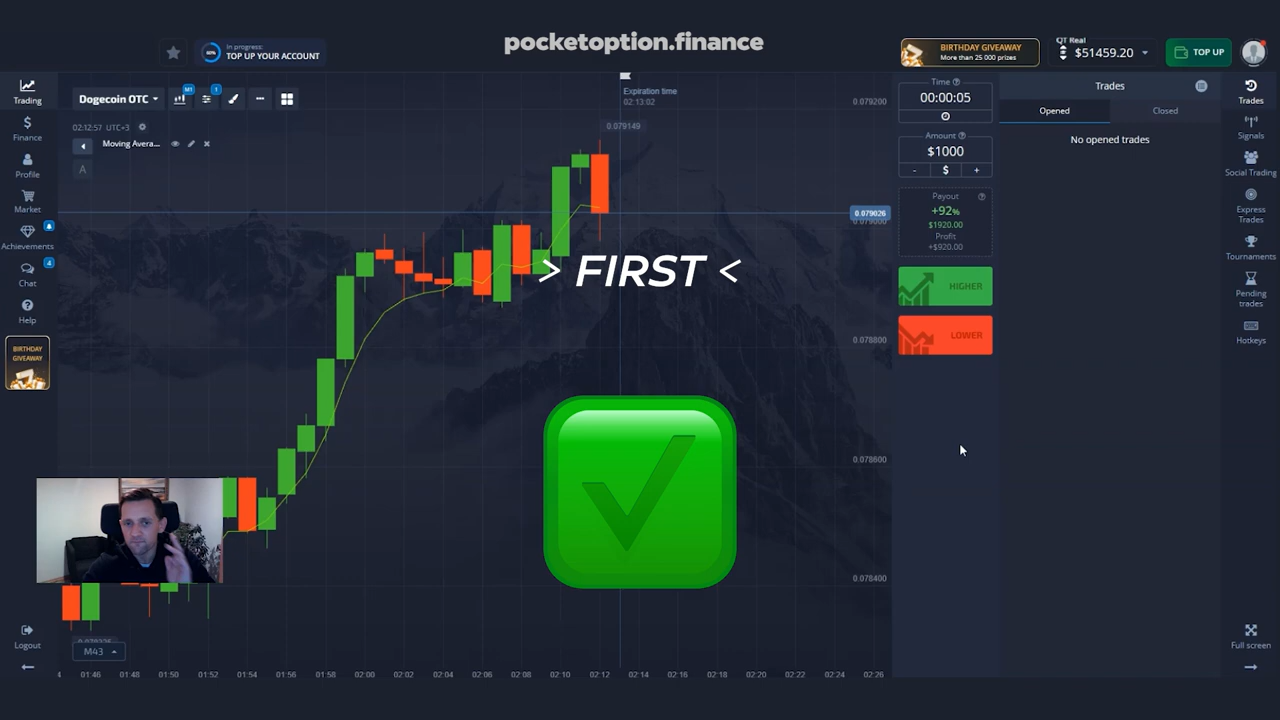 pocketoption.finance
In progress:
TOP UP YOUR ACCOUNT
BIRTHDAY GIVEAWAY
More than 25 000 prizes
QT Real
$51459.20
TOP UP
Trading
Finance
Profile
Market
Achievements
Chat
4
Help
BIRTHDAY
GIVEAWAY
Logout
Dogecoin OTC
M1
1
02:12:57 UTC+3
Moving Avera...
A
Expiration time
02:13:02
0.079149
0.079200
0.079026
0.079000
0.078800
0.078600
0.078400
> FIRST <
M43
01:46
01:48
01:50
01:52
01:54
01:56
01:58
02:00
02:02
02:04
02:06
02:08
02:10
02:12
02:14
02:16
02:18
02:20
02:22
02:24
02:26
Time
00:00:05
Amount
$1000
- $ +
Payout
+92%
$1920.00
Profit
+$920.00
HIGHER
LOWER
Trades
Opened
Closed
No opened trades
Trades
Signals
Social Trading
Express
Trades
Tournaments
Pending
trades
Hotkeys
Full screen